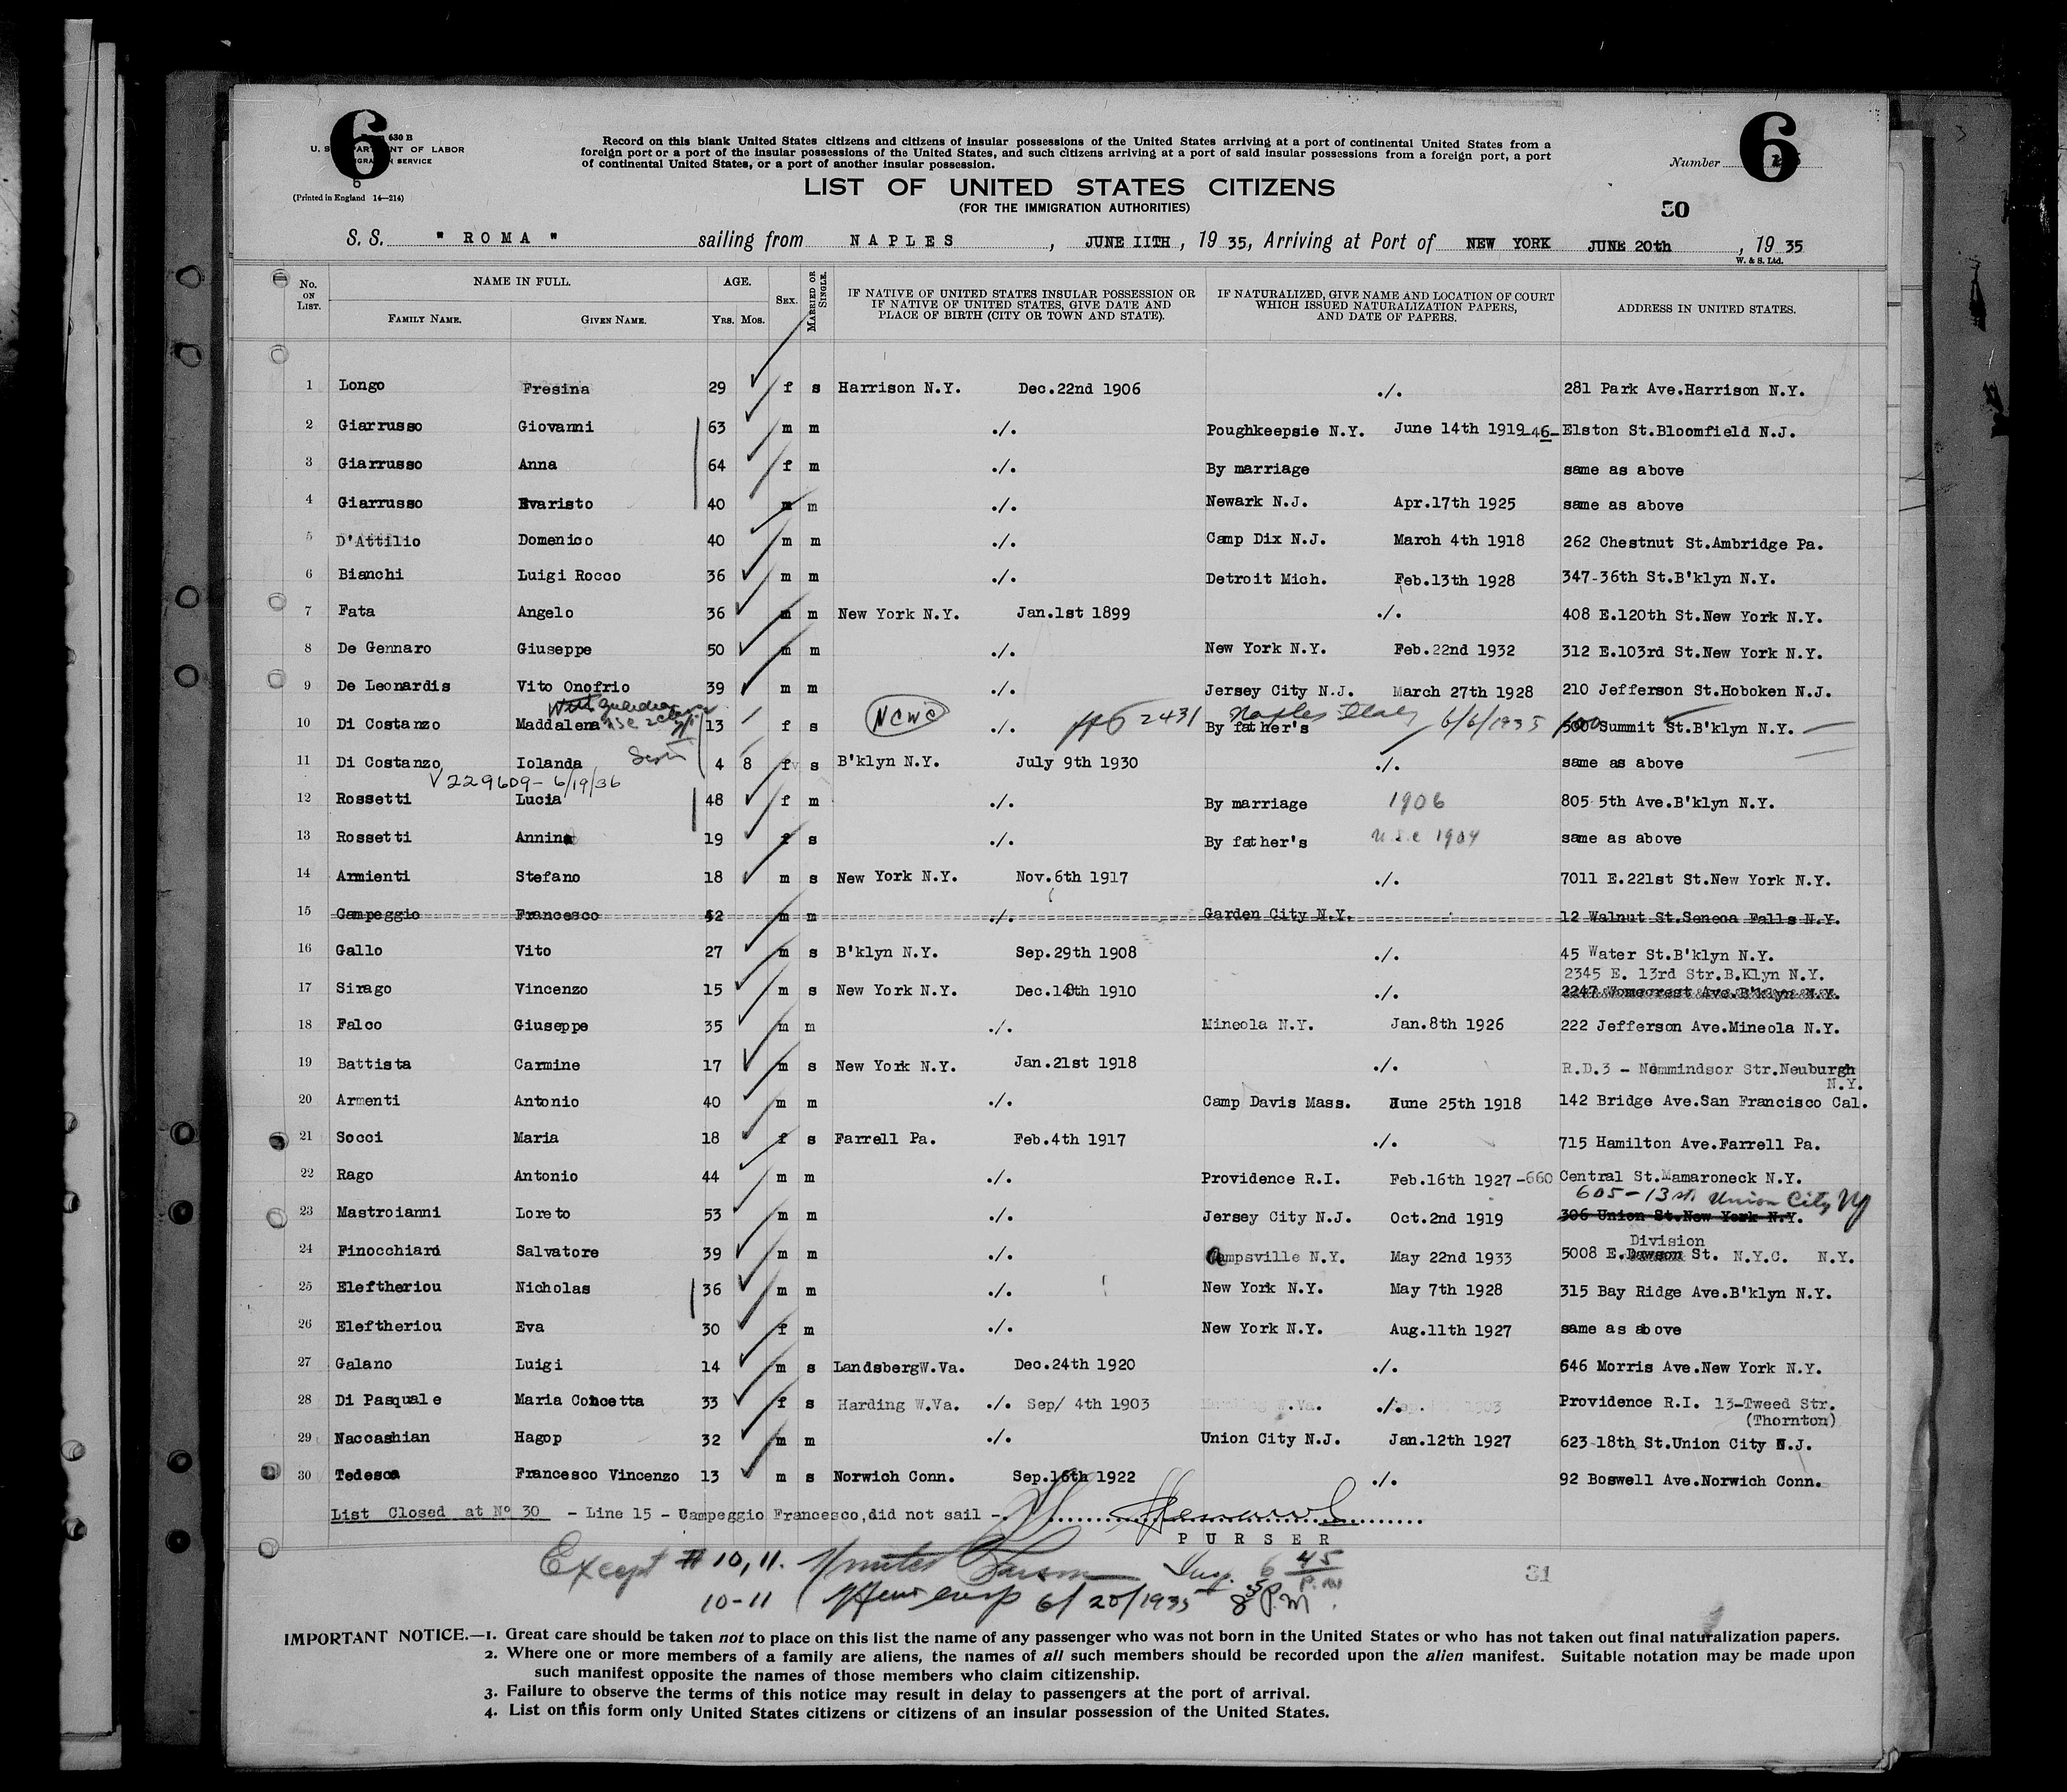 6
630 B
U. S. DEPARTMENT OF LABOR
IMMIGRATION SERVICE
(Printed in England 14—214)
Record on this blank United States citizens and citizens of insular possessions of the United States arriving at a port of continental United States from a
foreign port or a port of the insular possessions of the United States, and such citizens arriving at a port of said insular possessions from a foreign port, a port
of continental United States, or a port of another insular possession.
Number 6
LIST OF UNITED STATES CITIZENS
(FOR THE IMMIGRATION AUTHORITIES)
50
S. S. " ROMA " sailing from NAPLES, JUNE 11TH, 19 35, Arriving at Port of NEW YORK JUNE 20th, 19 35
W. & S. Ltd.
No. ON LIST. NAME IN FULL. FAMILY NAME. GIVEN NAME. AGE. YRS. MOS. SEX. MARRIED OR SINGLE. IF NATIVE OF UNITED STATES INSULAR POSSESSION OR IF NATIVE OF UNITED STATES, GIVE DATE AND PLACE OF BIRTH (CITY OR TOWN AND STATE). IF NATURALIZED, GIVE NAME AND LOCATION OF COURT WHICH ISSUED NATURALIZATION PAPERS, AND DATE OF PAPERS. ADDRESS IN UNITED STATES.
1 Longo Fresina 29 f s Harrison N.Y. Dec.22nd 1906 ./. 281 Park Ave.Harrison N.Y.
2 Giarrusso Giovanni 63 m m ./. Poughkeepsie N.Y. June 14th 1919 -46- Elston St.Bloomfield N.J.
3 Giarrusso Anna 64 f m ./. By marriage same as above
4 Giarrusso Evaristo 40 m m ./. Newark N.J. Apr.17th 1925 same as above
5 D'Attilio Domenico 40 m m ./. Camp Dix N.J. March 4th 1918 262 Chestnut St.Ambridge Pa.
6 Bianchi Luigi Rocco 36 m m ./. Detroit Mich. Feb.13th 1928 347-36th St.B'klyn N.Y.
7 Fata Angelo 36 m m New York N.Y. Jan.1st 1899 ./. 408 E.120th St.New York N.Y.
8 De Gennaro Giuseppe 50 m m ./. New York N.Y. Feb.22nd 1932 312 E.103rd St.New York N.Y.
9 De Leonardis Vito Onofrio 39 m m ./. Jersey City N.J. March 27th 1928 210 Jefferson St.Hoboken N.J.
guardian
NCWC 2431 Naples Italy 6/6/1935
10 Di Costanzo Maddalena 13 f s ./. By father's Summit St.B'klyn N.Y.
11 Di Costanzo Iolanda 4 8 f s B'klyn N.Y. July 9th 1930 ./. same as above
V 229609 - 6/19/36
12 Rossetti Lucia 48 f m ./. By marriage 1906 805 5th Ave.B'klyn N.Y.
13 Rossetti Annina 19 f s ./. By father's U.S.C 1904 same as above
14 Armienti Stefano 18 m s New York N.Y. Nov.6th 1917 ./. 7011 E.221st St.New York N.Y.
15 Campeggio Francesco 52 m m ./. Garden City N.Y. 12 Walnut St.Seneca Falls N.Y.
16 Gallo Vito 27 m s B'klyn N.Y. Sep.29th 1908 ./. 45 Water St.B'klyn N.Y.
2345 E. 13rd Str.B.Klyn N.Y.
17 Sirago Vincenzo 15 m s New York N.Y. Dec. 1910 ./. 2247 Homecrest Ave.B'klyn N.Y.
18 Falco Giuseppe 35 m m ./. Mineola N.Y. Jan.8th 1926 222 Jefferson Ave.Mineola N.Y.
19 Battista Carmine 17 m s New York N.Y. Jan.21st 1918 ./. R.D.3 - Nemmindsor Str.Neuburgh
N.Y.
20 Armenti Antonio 40 m m ./. Camp Davis Mass. June 25th 1918 142 Bridge Ave.San Francisco Cal.
21 Socci Maria 18 f s Farrell Pa. Feb.4th 1917 ./. 715 Hamilton Ave.Farrell Pa.
22 Rago Antonio 44 m m ./. Providence R.I. Feb.16th 1927 -660 Central St.Mamaroneck N.Y.
605 - 13 st. Union City NJ
23 Mastroianni Loreto 53 m m ./. Jersey City N.J. Oct.2nd 1919 306 Union St.New York N.Y.
Division
24 Finocchiaro Salvatore 39 m m ./. Campsville N.Y. May 22nd 1933 5008 E.Dawson St. N.Y.C. N.Y.
25 Eleftheriou Nicholas 36 m m ./. New York N.Y. May 7th 1928 315 Bay Ridge Ave.B'klyn N.Y.
26 Eleftheriou Eva 30 f m ./. New York N.Y. Aug.11th 1927 same as above
27 Galano Luigi 14 m s LandsbergW.Va. Dec.24th 1920 ./. 646 Morris Ave.New York N.Y.
28 Di Pasquale Maria Concetta 33 f s Harding W.Va. ./. Sep/ 4th 1903 ./. Providence R.I. 13-Tweed Str.
(Thornton)
29 Naccashian Hagop 32 m m ./. Union City N.J. Jan.12th 1927 623-18th St.Union City N.J.
30 Tedesca Francesco Vincenzo 13 m s Norwich Conn. Sep.16th 1922 ./. 92 Boswell Ave.Norwich Conn.
List Closed at Nº 30 - Line 15 - Campeggio Francesco,did not sail -.
PURSER
Except # 10, 11. Insp. 6 45 P.M.
31
10-11 insp 6/20/1935 8 P.M.
IMPORTANT NOTICE.—1. Great care should be taken not to place on this list the name of any passenger who was not born in the United States or who has not taken out final naturalization papers.
2. Where one or more members of a family are aliens, the names of all such members should be recorded upon the alien manifest. Suitable notation may be made upon
such manifest opposite the names of those members who claim citizenship.
3. Failure to observe the terms of this notice may result in delay to passengers at the port of arrival.
4. List on this form only United States citizens or citizens of an insular possession of the United States.